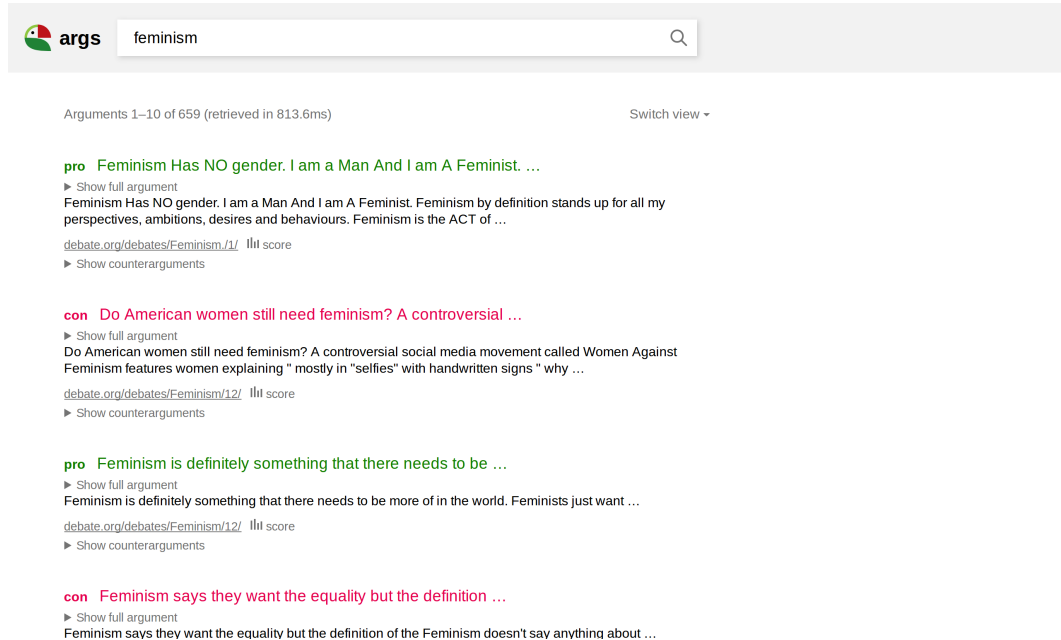 args
feminism
Arguments 1–10 of 659 (retrieved in 813.6ms)
Switch view
pro Feminism Has NO gender. I am a Man And I am A Feminist. …
Show full argument
Feminism Has NO gender. I am a Man And I am A Feminist. Feminism by definition stands up for all my
perspectives, ambitions, desires and behaviours. Feminism is the ACT of …
debate.org/debates/Feminism./1/ score
Show counterarguments
con Do American women still need feminism? A controversial …
Show full argument
Do American women still need feminism? A controversial social media movement called Women Against
Feminism features women explaining " mostly in "selfies" with handwritten signs " why …
debate.org/debates/Feminism/12/ score
Show counterarguments
pro Feminism is definitely something that there needs to be …
Show full argument
Feminism is definitely something that there needs to be more of in the world. Feminists just want …
debate.org/debates/Feminism/12/ score
Show counterarguments
con Feminism says they want the equality but the definition …
Show full argument
Feminism says they want the equality but the definition of the Feminism doesn't say anything about …